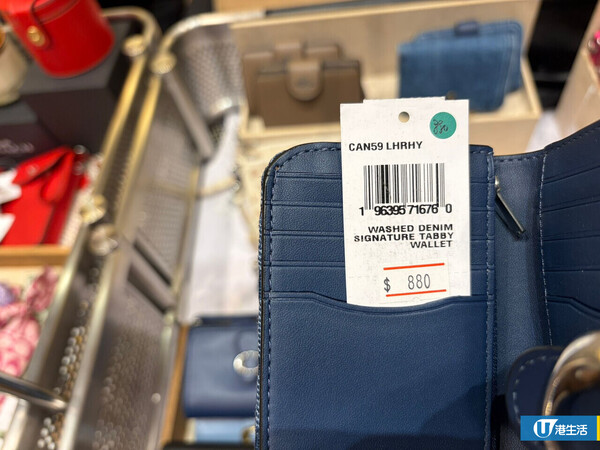 CAN59 LHRHY
1 96395 71676 0
WASHED DENIM
SIGNATURE TABBY
WALLET
$ 880
U 港生活